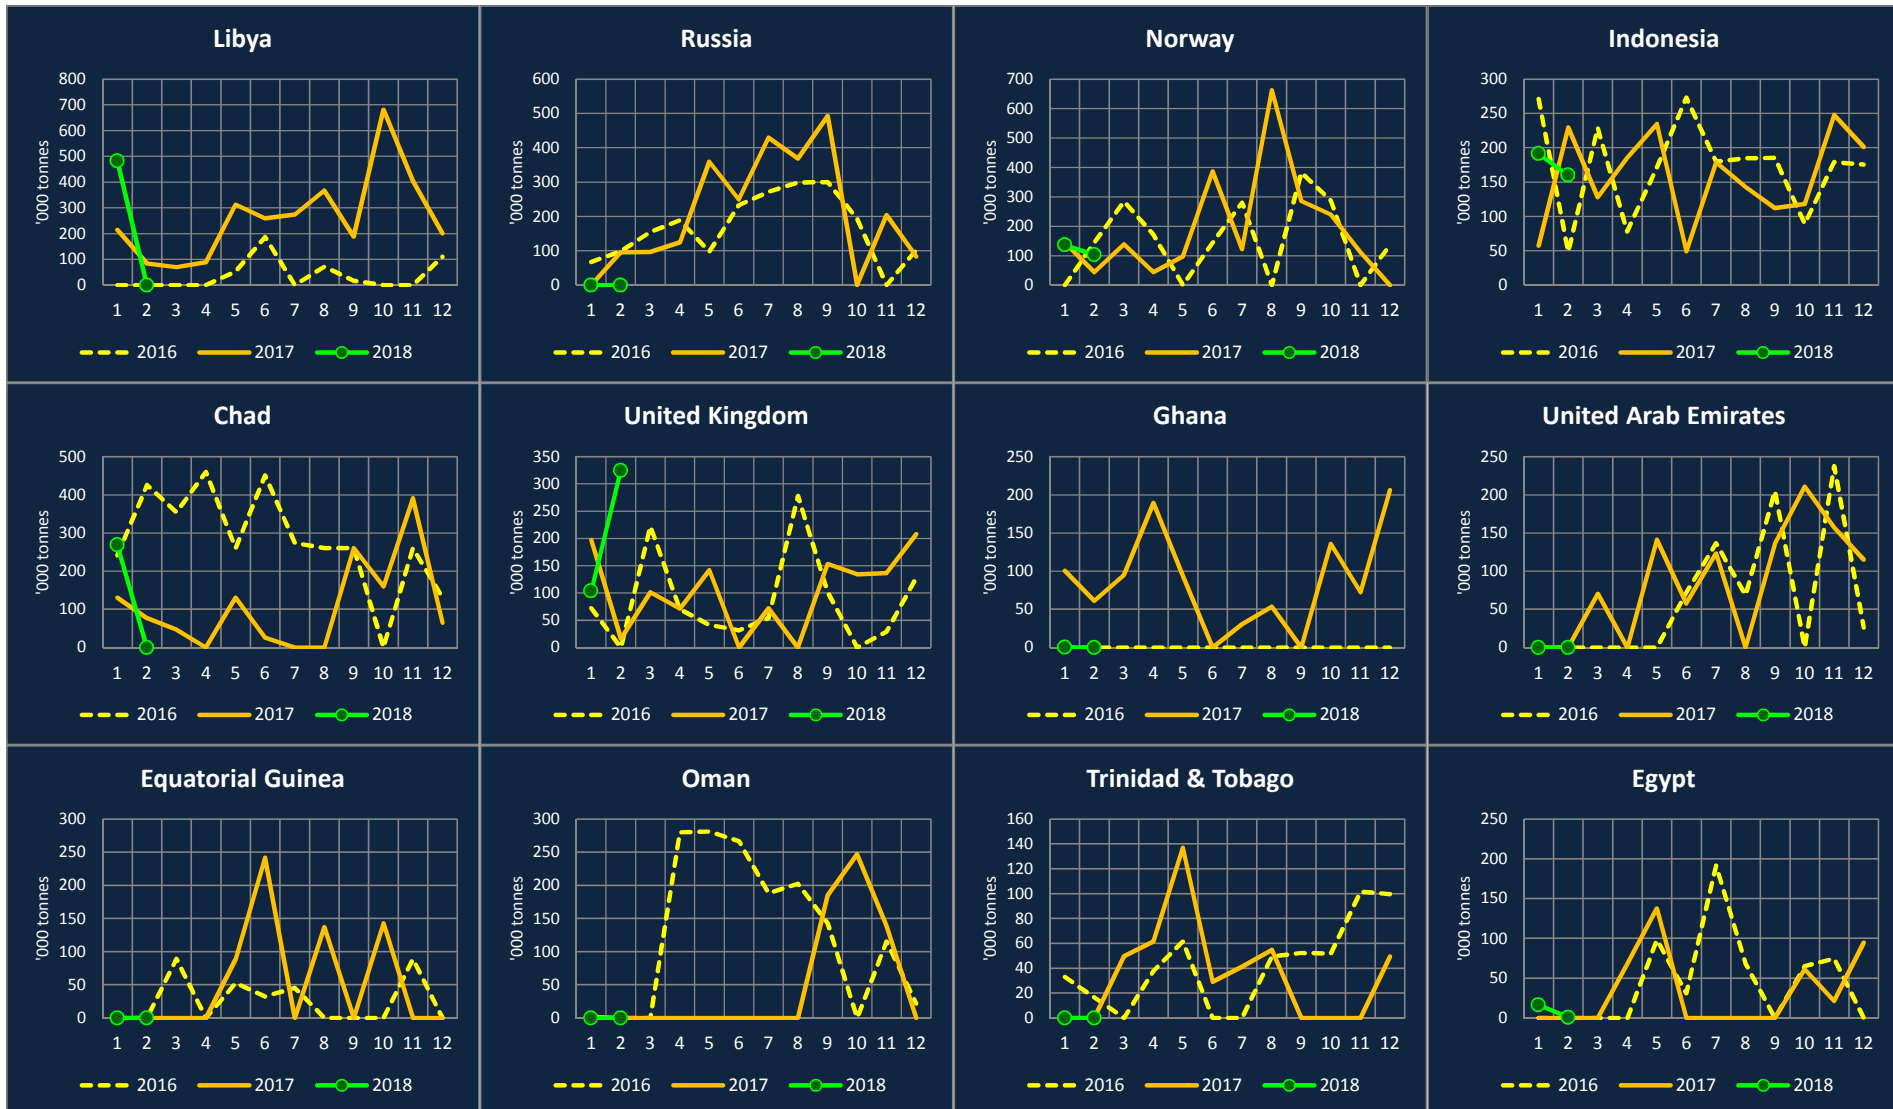 Libya
'000 tonnes
800
700
600
500
400
300
200
100
0
1 2 3 4 5 6 7 8 9 10 11 12
2016 2017 2018
Russia
'000 tonnes
600
500
400
300
200
100
0
1 2 3 4 5 6 7 8 9 10 11 12
2016 2017 2018
Norway
'000 tonnes
700
600
500
400
300
200
100
0
1 2 3 4 5 6 7 8 9 10 11 12
2016 2017 2018
Indonesia
'000 tonnes
300
250
200
150
100
50
0
1 2 3 4 5 6 7 8 9 10 11 12
2016 2017 2018
Chad
'000 tonnes
500
400
300
200
100
0
1 2 3 4 5 6 7 8 9 10 11 12
2016 2017 2018
United Kingdom
'000 tonnes
350
300
250
200
150
100
50
0
1 2 3 4 5 6 7 8 9 10 11 12
2016 2017 2018
Ghana
'000 tonnes
250
200
150
100
50
0
1 2 3 4 5 6 7 8 9 10 11 12
2016 2017 2018
United Arab Emirates
'000 tonnes
250
200
150
100
50
0
1 2 3 4 5 6 7 8 9 10 11 12
2016 2017 2018
Equatorial Guinea
'000 tonnes
300
250
200
150
100
50
0
1 2 3 4 5 6 7 8 9 10 11 12
2016 2017 2018
Oman
'000 tonnes
300
250
200
150
100
50
0
1 2 3 4 5 6 7 8 9 10 11 12
2016 2017 2018
Trinidad & Tobago
'000 tonnes
160
140
120
100
80
60
40
20
0
1 2 3 4 5 6 7 8 9 10 11 12
2016 2017 2018
Egypt
'000 tonnes
250
200
150
100
50
0
1 2 3 4 5 6 7 8 9 10 11 12
2016 2017 2018